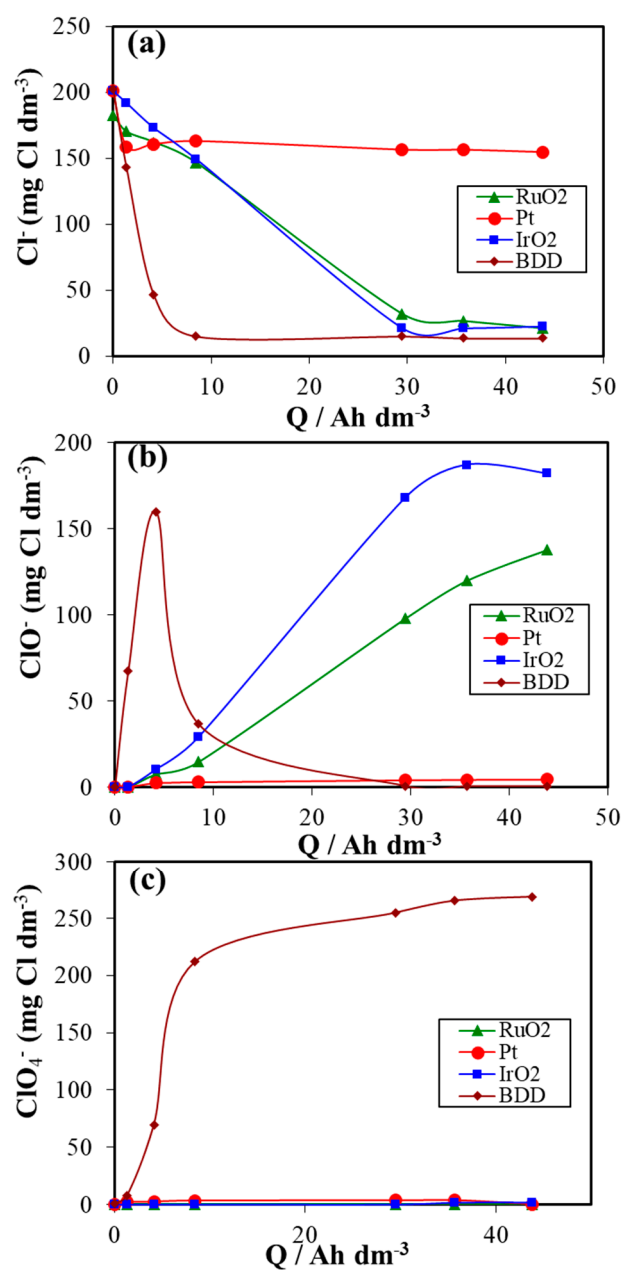 (a)
Cl⁻ (mg Cl dm⁻³)
250
200
150
100
50
0
RuO2
Pt
IrO2
BDD
0 10 20 30 40 50
Q / Ah dm⁻³
(b)
ClO⁻ (mg Cl dm⁻³)
200
150
100
50
0
RuO2
Pt
IrO2
BDD
0 10 20 30 40 50
Q / Ah dm⁻³
(c)
ClO₄⁻ (mg Cl dm⁻³)
300
250
200
150
100
50
0
RuO2
Pt
IrO2
BDD
0 20 40
Q / Ah dm⁻³